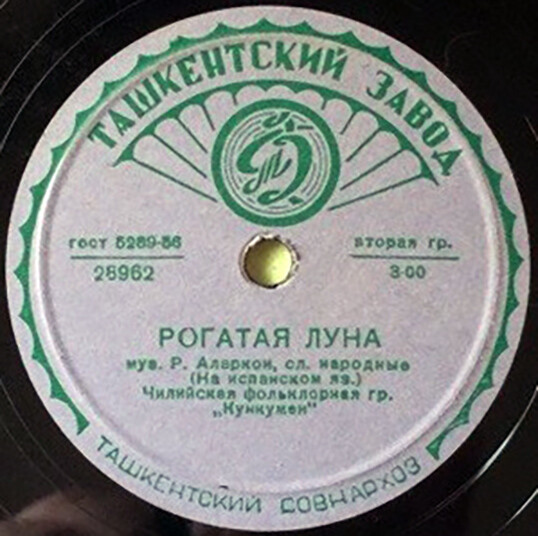 ТАШКЕНТСКИЙ ЗАВОД
гост 5289-56
вторая гр.
28962
3-00
РОГАТАЯ ЛУНА
муз. Р. Аларкон, сл. народные
(На испанском яз.)
Чилийская фольклорная гр.
„Кункумен"
ТАШКЕНТСКИЙ СОВНАРХОЗ